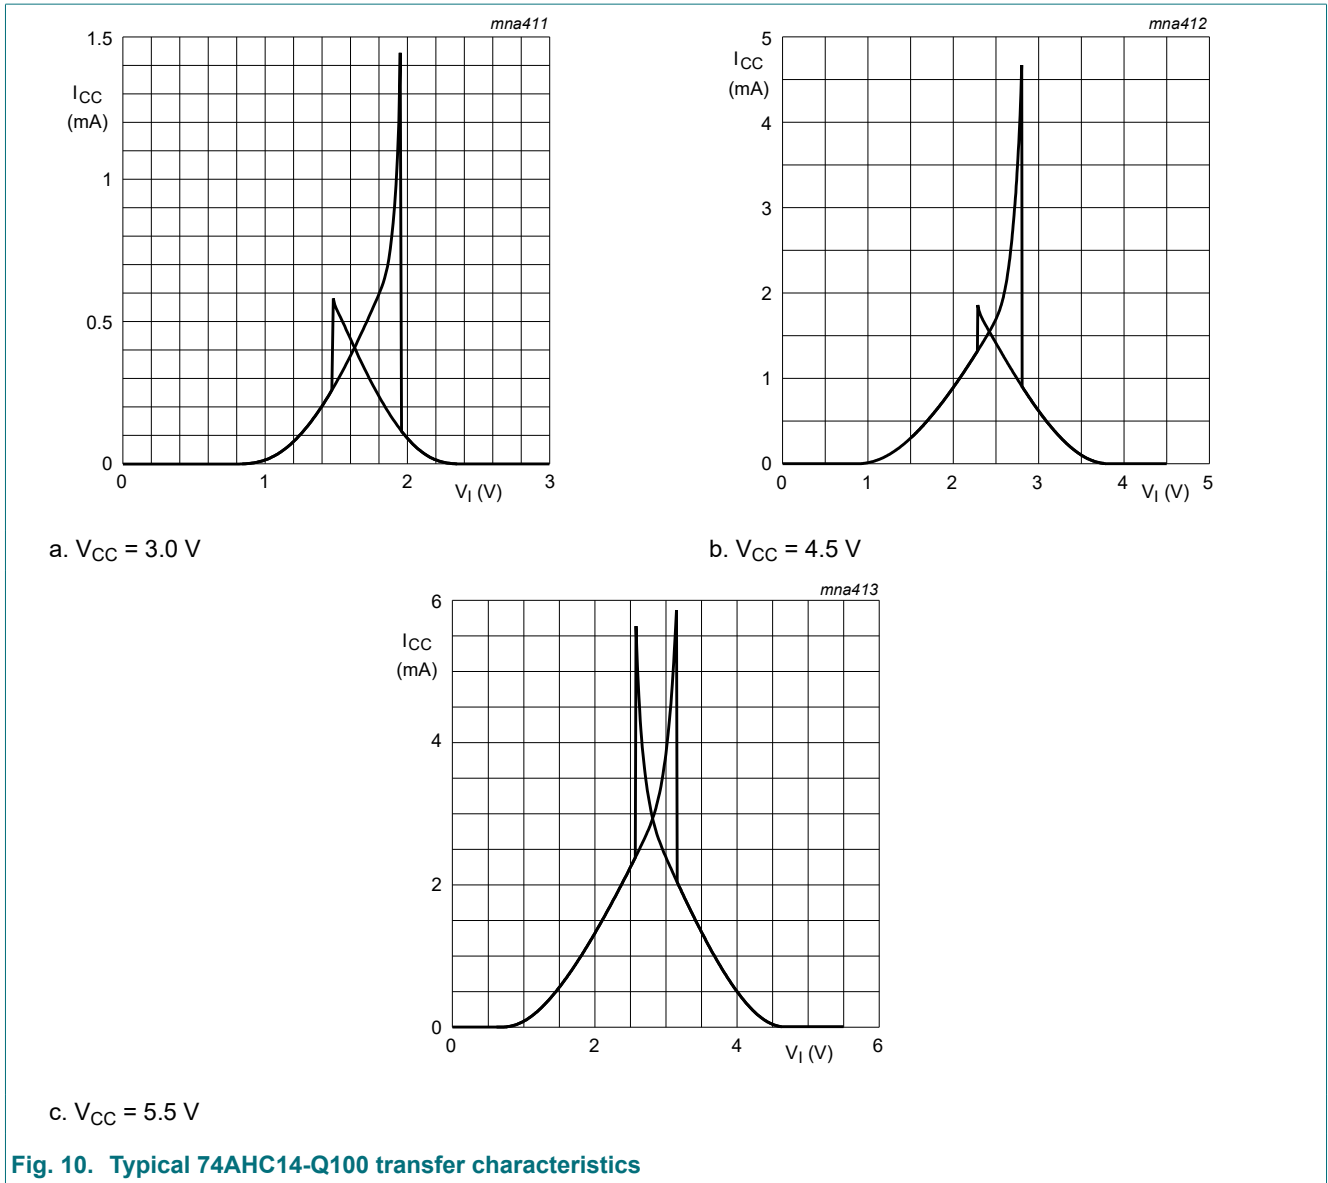 mna411
1.5
ICC
(mA)
1
0.5
0
0 1 2 3
VI (V)
a. VCC = 3.0 V
mna412
5
ICC
(mA)
4
3
2
1
0
0 1 2 3 4 5
VI (V)
b. VCC = 4.5 V
mna413
6
ICC
(mA)
4
2
0
0 2 4 6
VI (V)
c. VCC = 5.5 V
Fig. 10. Typical 74AHC14-Q100 transfer characteristics